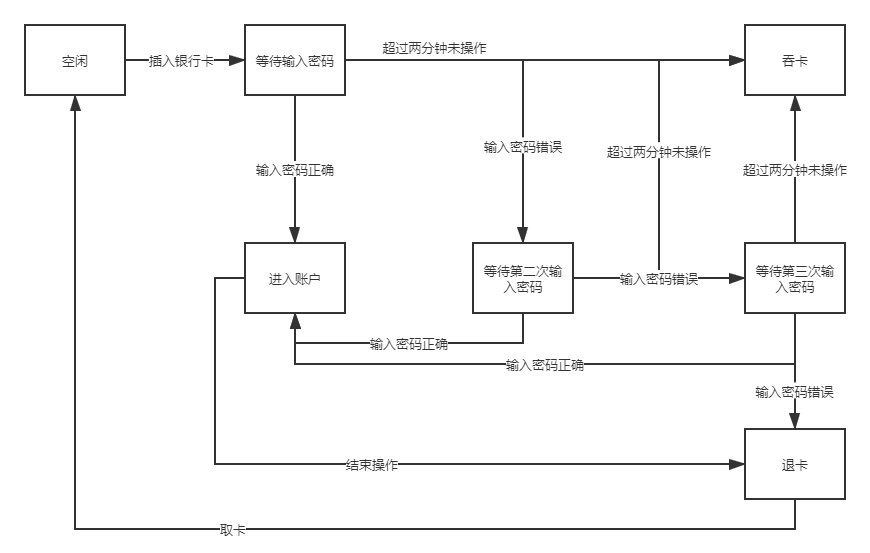 超过两分钟未操作
空闲
插入银行卡
等待输入密码
吞卡
输入密码错误
超过两分钟未操作
输入密码正确
超过两分钟未操作
进入账户
等待第二次输
入密码
输入密码错误
等待第三次输
入密码
输入密码正确
输入密码正确
输入密码错误
结束操作
退卡
取卡